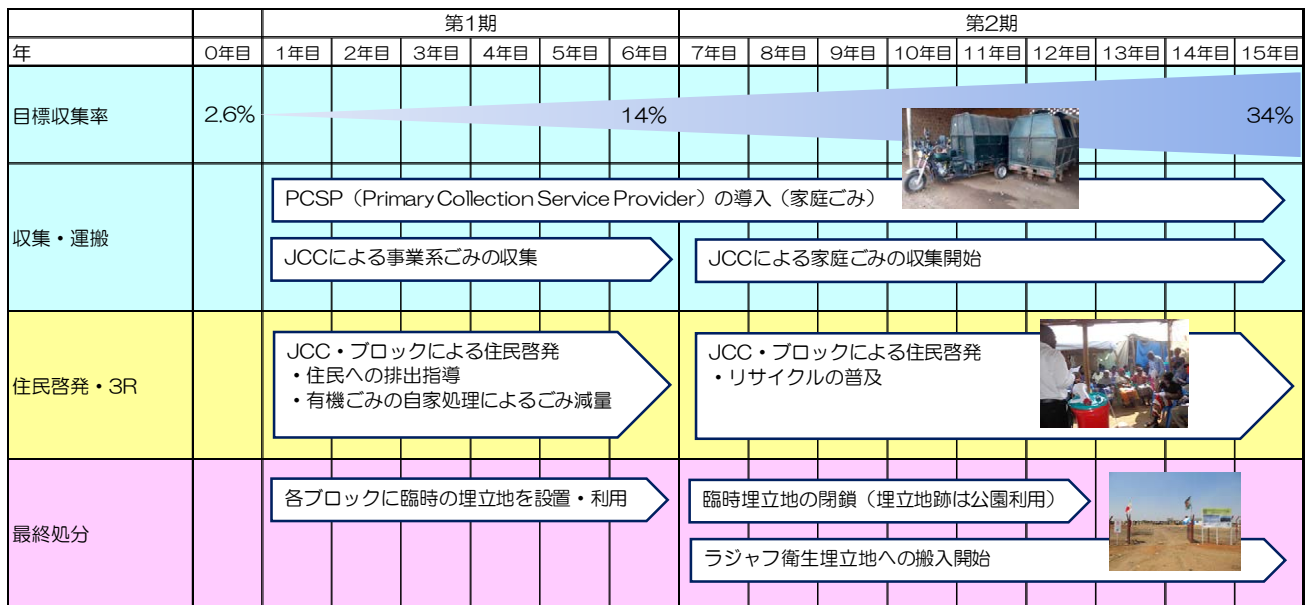 第1期 第2期
年 0年目 1年目 2年目 3年目 4年目 5年目 6年目 7年目 8年目 9年目 10年目 11年目 12年目 13年目 14年目 15年目
目標収集率 2.6% 14% 34%
収集・運搬
PCSP（Primary Collection Service Provider）の導入（家庭ごみ）
JCCによる事業系ごみの収集
JCCによる家庭ごみの収集開始
住民啓発・3R
JCC・ブロックによる住民啓発
・住民への排出指導
・有機ごみの自家処理によるごみ減量
JCC・ブロックによる住民啓発
・リサイクルの普及
最終処分
各ブロックに臨時の埋立地を設置・利用
臨時埋立地の閉鎖（埋立地跡は公園利用）
ラジャフ衛生埋立地への搬入開始